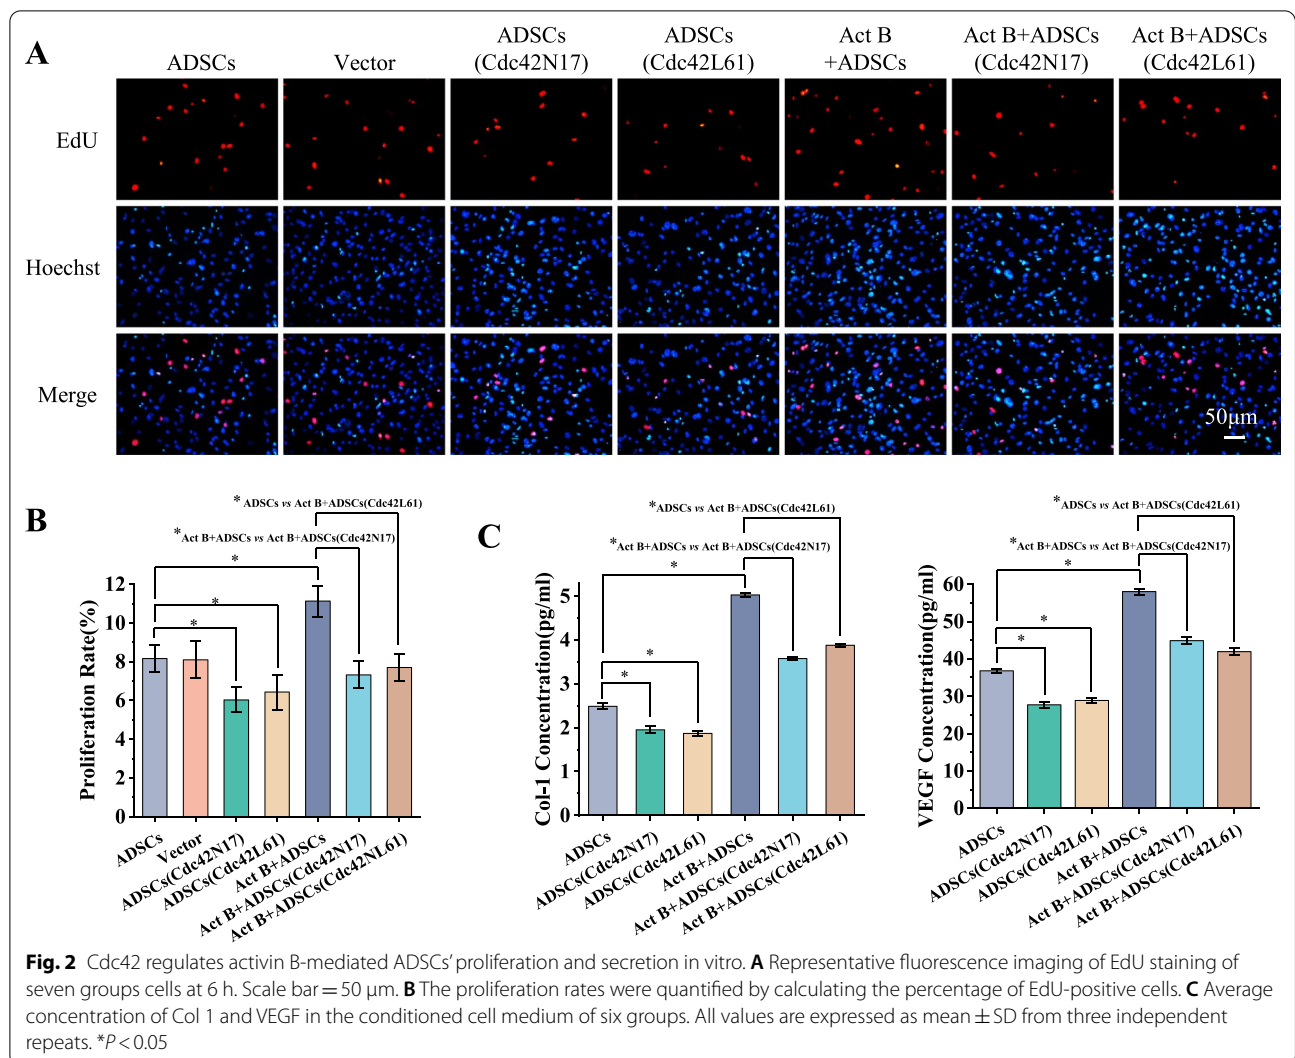 A
ADSCs
Vector
ADSCs
(Cdc42N17)
ADSCs
(Cdc42L61)
Act B
+ADSCs
Act B+ADSCs
(Cdc42N17)
Act B+ADSCs
(Cdc42L61)
EdU
Hoechst
Merge
50μm
B
*ADSCs vs Act B+ADSCs(Cdc42L61)
*Act B+ADSCs vs Act B+ADSCs(Cdc42N17)
*
*
*
Proliferation Rate(%)
12
10
8
6
4
2
0
ADSCs
Vector
ADSCs(Cdc42N17)
ADSCs(Cdc42L61)
Act B+ADSCs
Act B+ADSCs(Cdc42N17)
Act B+ADSCs(Cdc42NL61)
C
*ADSCs vs Act B+ADSCs(Cdc42L61)
*Act B+ADSCs vs Act B+ADSCs(Cdc42N17)
*
*
*
Col-1 Concentration(pg/ml)
5
4
3
2
1
0
ADSCs
ADSCs(Cdc42N17)
ADSCs(Cdc42L61)
Act B+ADSCs
Act B+ADSCs(Cdc42N17)
Act B+ADSCs(Cdc42L61)
*ADSCs vs Act B+ADSCs(Cdc42L61)
*Act B+ADSCs vs Act B+ADSCs(Cdc42N17)
*
*
*
VEGF Concentration(pg/ml)
60
50
40
30
20
10
0
ADSCs
ADSCs(Cdc42N17)
ADSCs(Cdc42L61)
Act B+ADSCs
Act B+ADSCs(Cdc42N17)
Act B+ADSCs(Cdc42L61)
Fig. 2 Cdc42 regulates activin B-mediated ADSCs' proliferation and secretion in vitro. A Representative fluorescence imaging of EdU staining of
seven groups cells at 6 h. Scale bar = 50 μm. B The proliferation rates were quantified by calculating the percentage of EdU-positive cells. C Average
concentration of Col 1 and VEGF in the conditioned cell medium of six groups. All values are expressed as mean ± SD from three independent
repeats. *P < 0.05